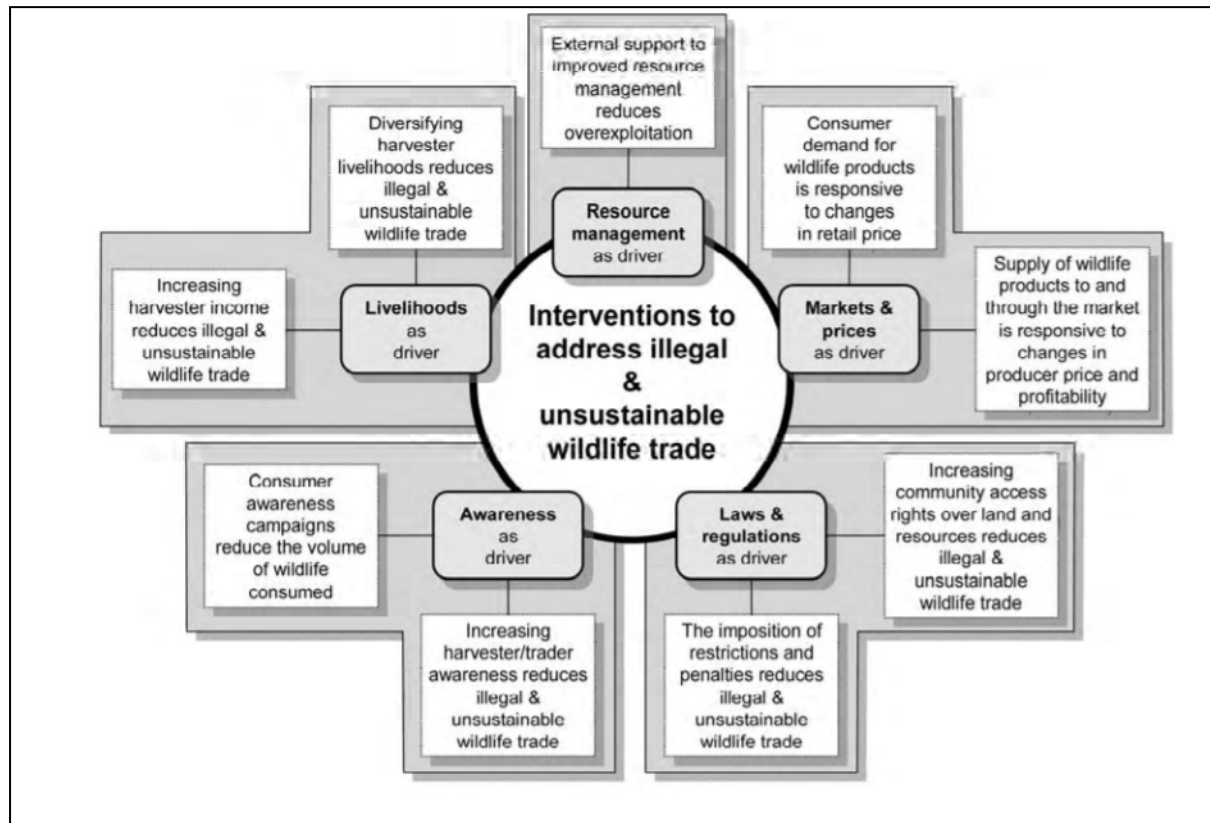 External support to
improved resource
management
reduces
overexploitation
Diversifying
harvester
livelihoods reduces
illegal &
unsustainable
wildlife trade
Consumer
demand for
wildlife products
is responsive
to changes
in retail price
Resource
management
as driver
Increasing
harvester income
reduces illegal &
unsustainable
wildlife trade
Livelihoods
as
driver
Interventions to
address illegal
&
unsustainable
wildlife trade
Markets &
prices
as driver
Supply of wildlife
products to and
through the market
is responsive to
changes in
producer price and
profitability
Consumer
awareness
campaigns
reduce the volume
of wildlife
consumed
Awareness
as
driver
Laws &
regulations
as driver
Increasing
community access
rights over land and
resources reduces
illegal &
unsustainable
wildlife trade
Increasing
harvester/trader
awareness reduces
illegal &
unsustainable
wildlife trade
The imposition of
restrictions and
penalties reduces
illegal &
unsustainable
wildlife trade